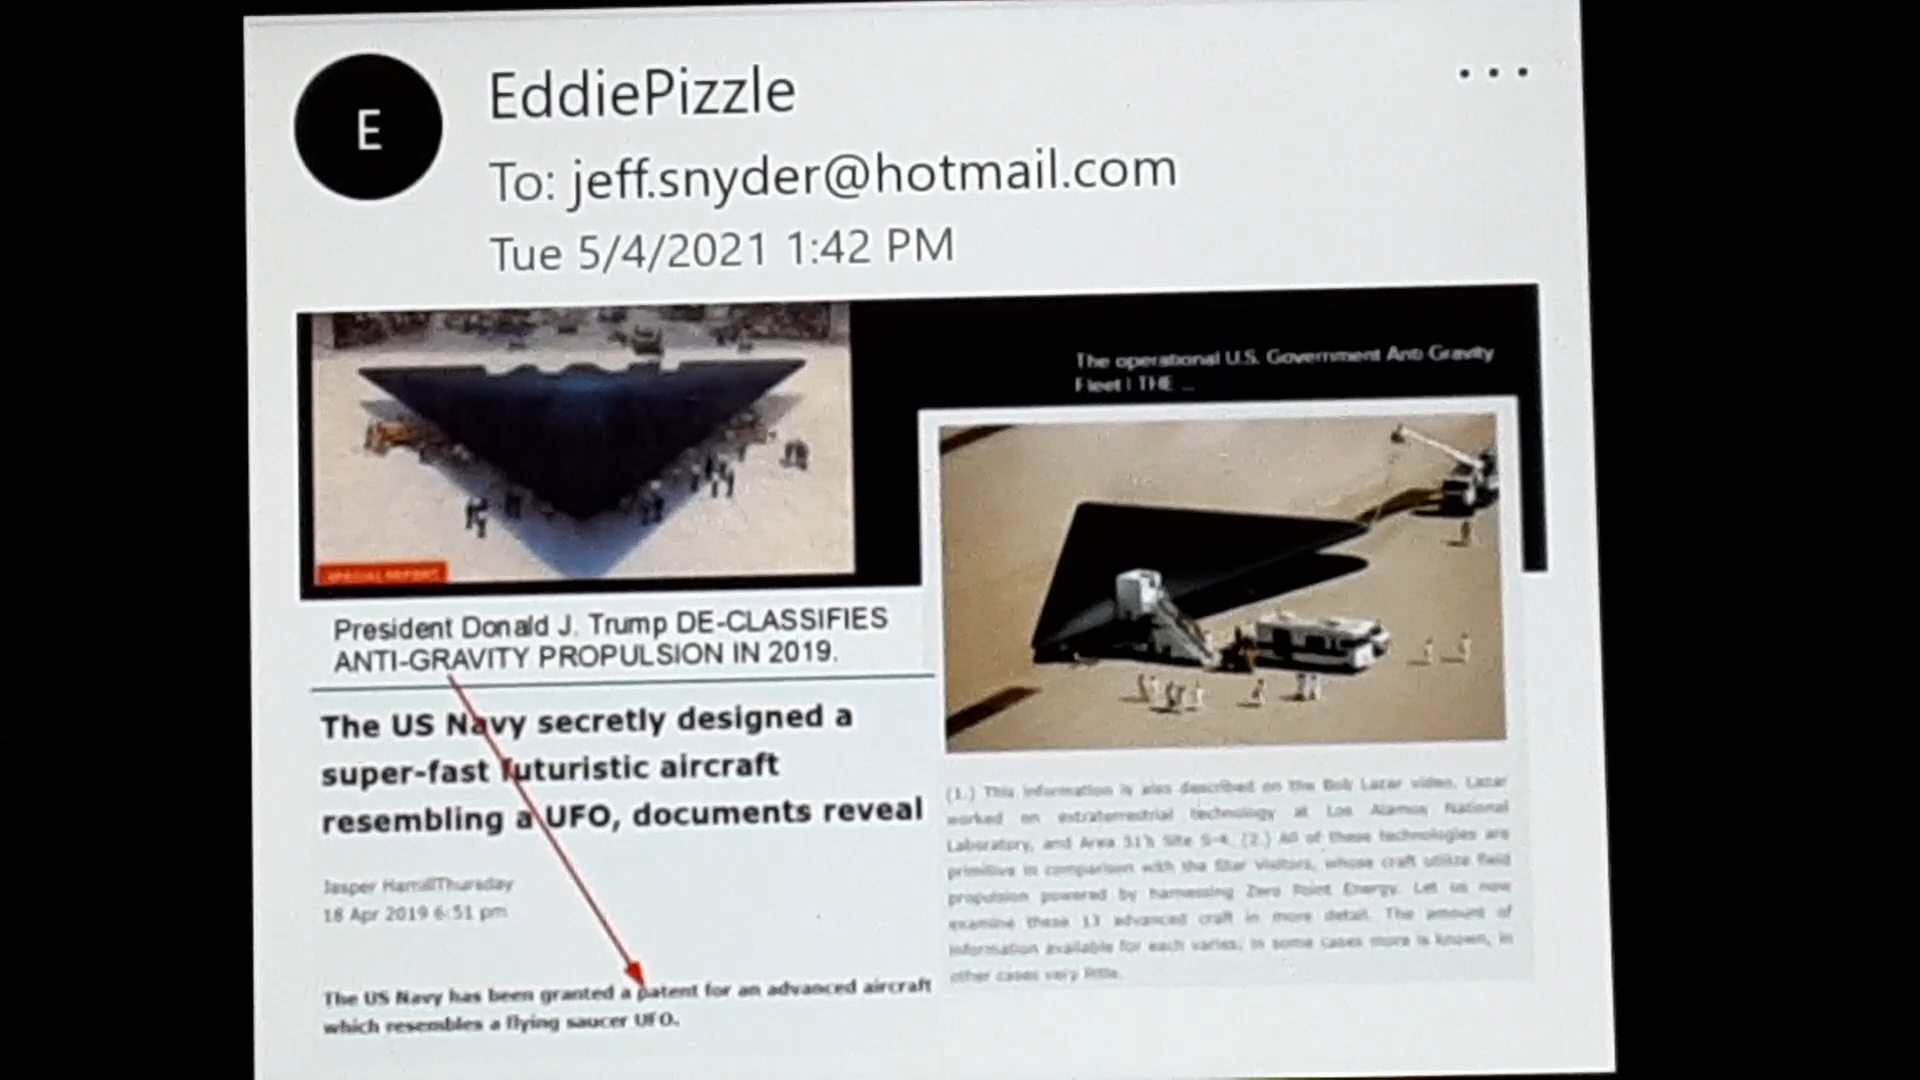 E
EddiePizzle
...
To: jeff.snyder@hotmail.com
Tue 5/4/2021 1:42 PM
The operational U.S. Government Anti Gravity
Fleet | THE ...
SPECIAL REPORT
President Donald J. Trump DE-CLASSIFIES
ANTI-GRAVITY PROPULSION IN 2019.
The US Navy secretly designed a
super-fast futuristic aircraft
resembling a UFO, documents reveal
Jasper HamillThursday
18 Apr 2019 6:51 pm
The US Navy has been granted a patent for an advanced aircraft
which resembles a flying saucer UFO.
(1.) This information is also described on the Bob Lazar video. Lazar
worked on extraterrestrial technology at Los Alamos National
Laboratory, and Area 51's Site S-4. (2.) All of these technologies are
primitive in comparison with the Star Visitors, whose craft utilize field
propulsion powered by harnessing Zero Point Energy. Let us now
examine these 13 advanced craft in more detail. The amount of
information available for each varies; in some cases more is known, in
other cases very little.